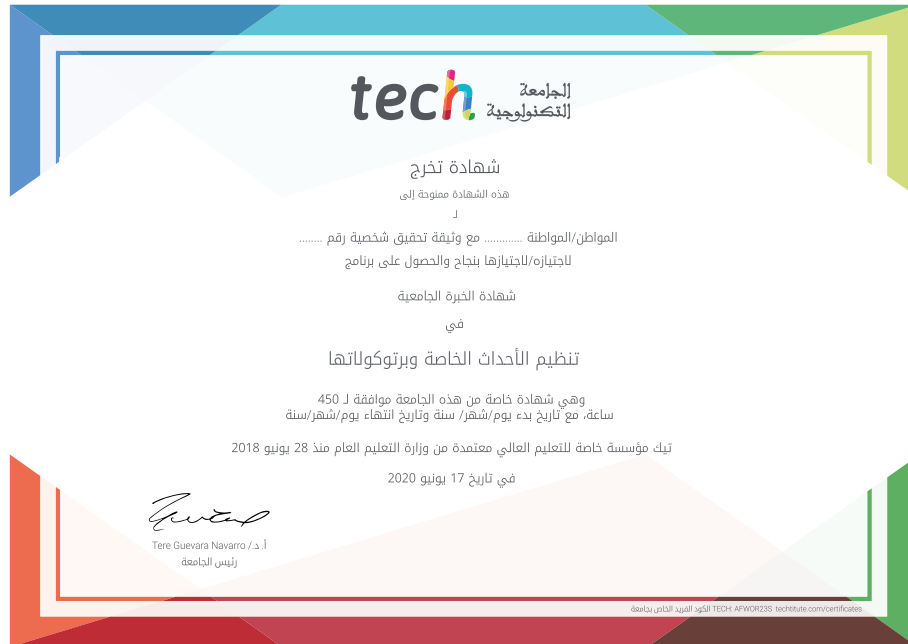 tech الجامعة
التكنولوجية
شهادة تخرج
هذه الشهادة ممنوحة إلى
لـ
المواطن/المواطنة ............. مع وثيقة تحقيق شخصية رقم ........
لاجتيازه/لاجتيازها بنجاح والحصول على برنامج
شهادة الخبرة الجامعية
في
تنظيم الأحداث الخاصة وبرتوكولاتها
وهي شهادة خاصة من هذه الجامعة موافقة لـ 450
ساعة، مع تاريخ بدء يوم/شهر/ سنة وتاريخ انتهاء يوم/شهر/سنة
تيك مؤسسة خاصة للتعليم العالي معتمدة من وزارة التعليم العام منذ 28 يونيو 2018
في تاريخ 17 يونيو 2020
أ. د./ Tere Guevara Navarro
رئيس الجامعة
الكود الفريد الخاص بجامعة TECH: AFWOR23S techtitute.com/certificates